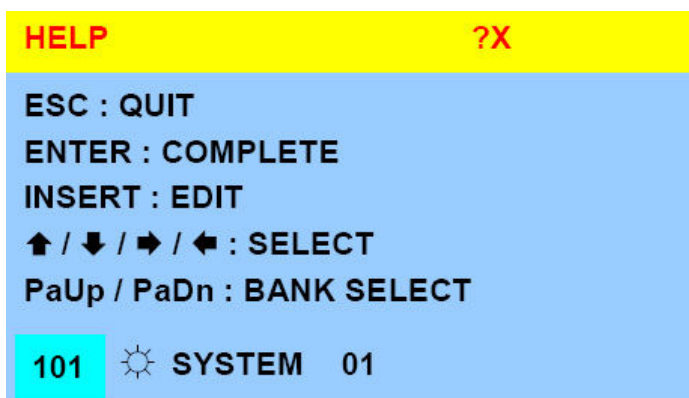 HELP ?X
ESC : QUIT
ENTER : COMPLETE
INSERT : EDIT
🡅 / 🡇 / 🡆 / 🡄 : SELECT
PaUp / PaDn : BANK SELECT
101 ☼ SYSTEM 01